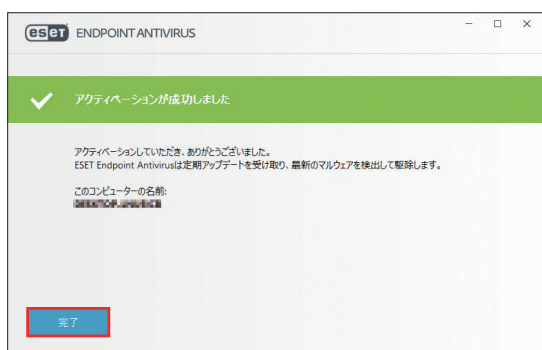 eset ENDPOINT ANTIVIRUS
アクティベーションが成功しました
アクティベーションしていただき、ありがとうございました。
ESET Endpoint Antivirusは定期アップデートを受け取り、最新のマルウェアを検出して駆除します。
このコンピューターの名前:
完了